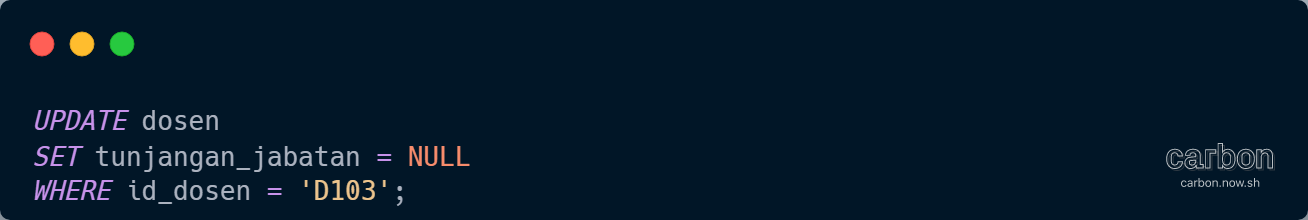 UPDATE dosen
SET tunjangan_jabatan = NULL
WHERE id_dosen = 'D103';
carbon
carbon.now.sh